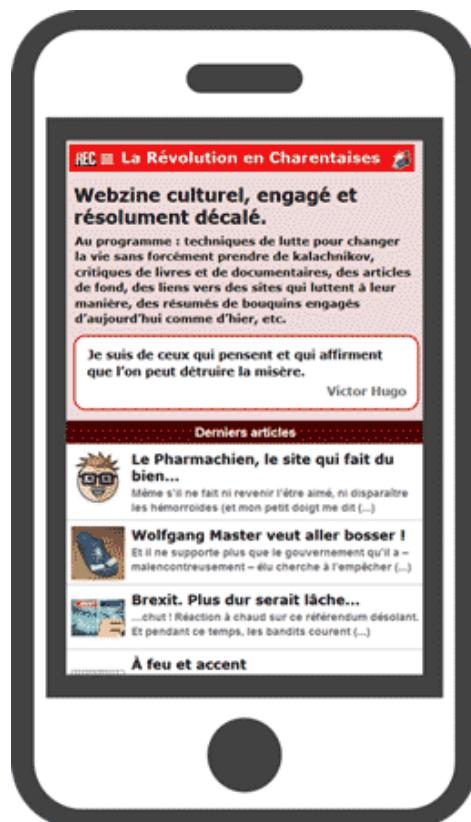 REC La Révolution en Charentaises
Webzine culturel, engagé et
résolument décalé.
Au programme : techniques de lutte pour changer
la vie sans forcément prendre de kalachnikov,
critiques de livres et de documentaires, des articles
de fond, des liens vers des sites qui luttent à leur
manière, des résumés de bouquins engagés
d'aujourd'hui comme d'hier, etc.
Je suis de ceux qui pensent et qui affirment
que l'on peut détruire la misère.
Victor Hugo
Derniers articles
Le Pharmachien, le site qui fait du
bien...
Même s'il ne fait ni revenir l'être aimé, ni disparaître
les hémorroïdes (et mon petit doigt me dit (...)
Wolfgang Master veut aller bosser !
Et il ne supporte plus que le gouvernement qu'il a –
malencontreusement – élu cherche à l'empêcher (...)
Brexit. Plus dur serait lâche...
...chut ! Réaction à chaud sur ce référendum désolant.
Et pendant ce temps, les bandits courent (...)
À feu et accent